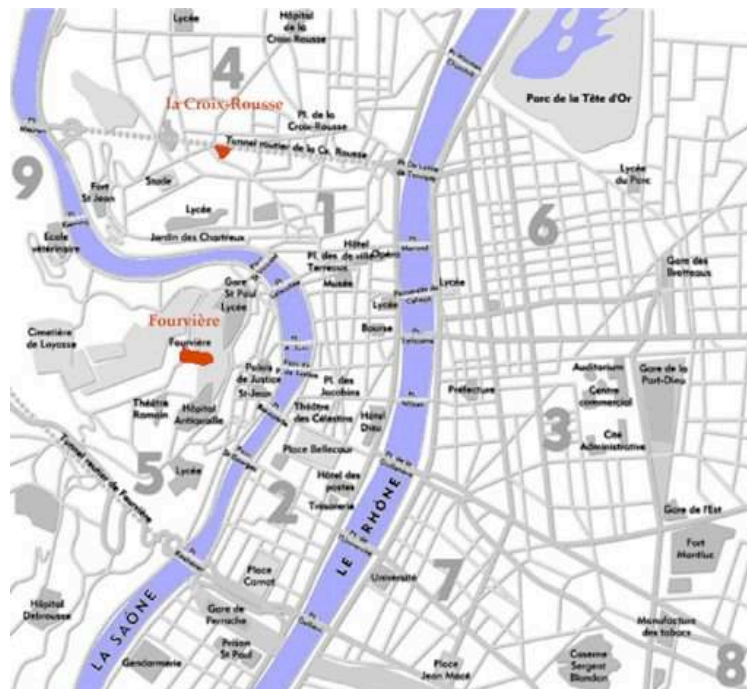 Lycée
Hôpital
de la
Croix-Rousse
4
la Croix-Rousse
Pl. de la
Croix-Rousse
Parc de la Tête d'Or
Tunnel routier de la Cx. Rousse
9
Fort
St Jean
Stade
Lycée
du Parc
Lycée
1
6
Ecole
vétérinaire
Jardin des Chartreux
Hôtel
Pl. des de ville Opéra
Terreaux
Musée
Gare
St Paul
Lycée
Lycée
Lycée
Gare des
Brotteaux
Fourvière
Fourvière
Cimetière
de Loyasse
Bourse
Palais
de Justice
St-Jean
Pl. des
Jacobins
Préfecture
Auditorium
Centre
commercial
Gare de la
Part-Dieu
3
Cité
Administrative
Théâtre
Romain
Hôpital
Antiquaille
Théâtre
des Célestins
Hôtel
Dieu
Place Bellecour
5
Lycée
2
Hôtel des
postes
Trésorerie
Tunnel routier de Fourvière
LE RHÔNE
Gare de l'Est
Fort
Montluc
Place
Carnot
Université
7
Hôpital
Debrousse
LA SAÔNE
Gare de
Perrache
Prison
St Paul
Gendarmerie
Place
Jean Macé
Manufacture
des tabacs
Caserne
Sergent
Blandan
8